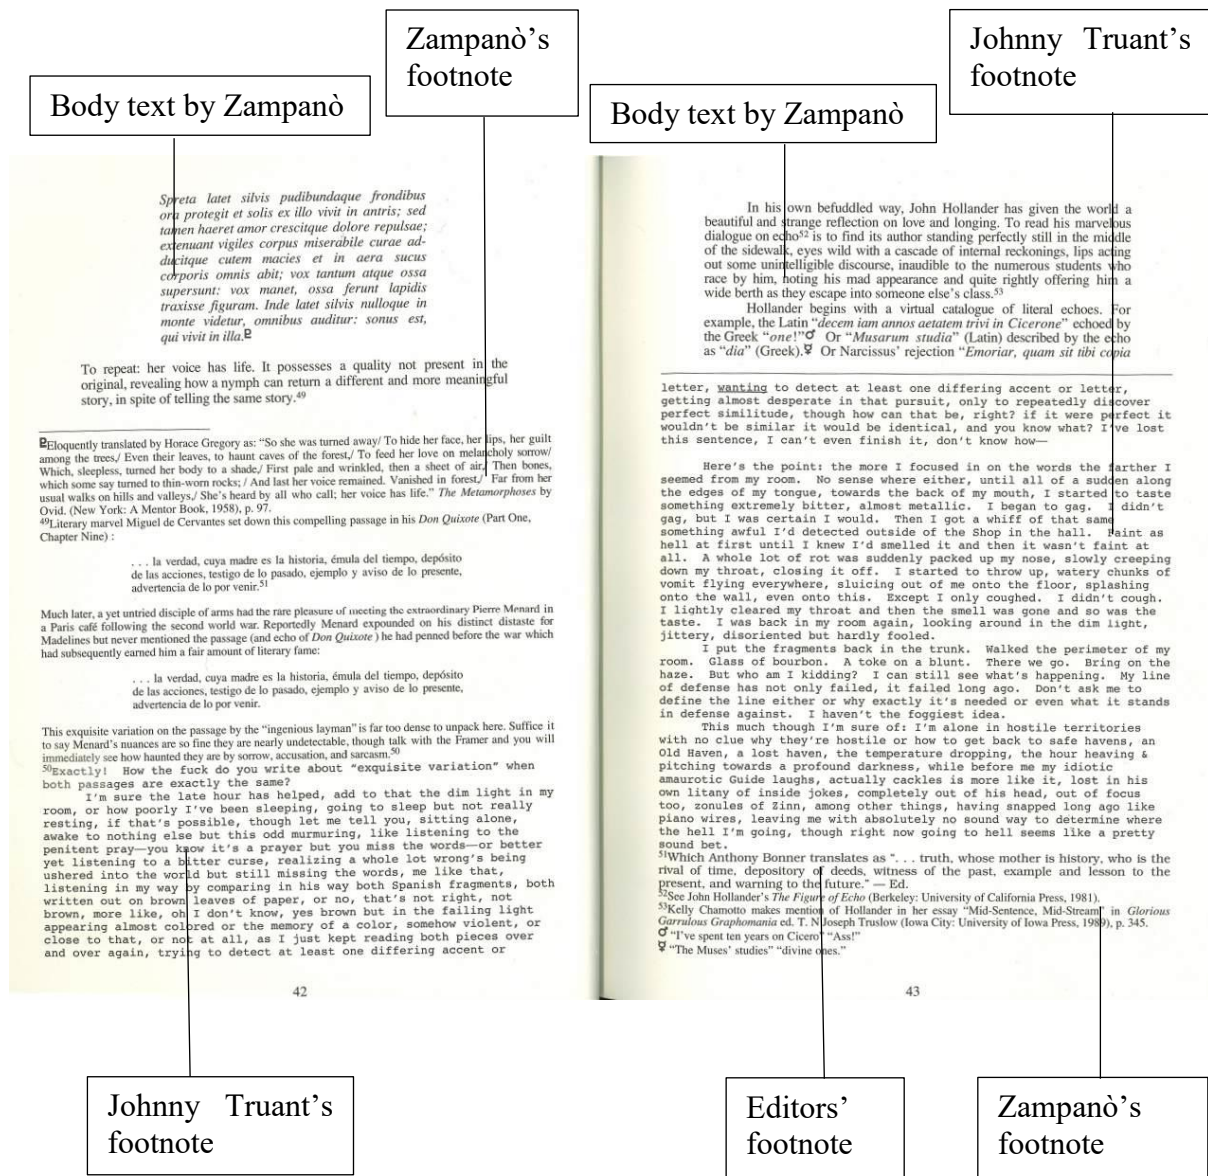 Zampanò’s
footnote
Johnny Truant’s
footnote
Body text by Zampanò
Body text by Zampanò
Spreta latet silvis pudibundaque frondibus
ora protegit et solis ex illo vivit in antris; sed
tamen haeret amor crescitque dolore repulsae;
extenuant vigiles corpus miserabile curae ad-
ducitque cutem macies et in aera sucus
corporis omnis abit; vox tantum atque ossa
supersunt: vox manet, ossa ferunt lapidis
traxisse figuram. Inde latet silvis nulloque in
monte videtur, omnibus auditur: sonus est,
qui vivit in illa.
To repeat: her voice has life. It possesses a quality not present in the
original, revealing how a nymph can return a different and more meaningful
story, in spite of telling the same story.49
Eloquently translated by Horace Gregory as: “So she was turned away/ To hide her face, her lips, her guilt
among the trees,/ Even their leaves, to haunt caves of the forest,/ To feed her love on melancholy sorrow/
Which, sleepless, turned her body to a shade,/ First pale and wrinkled, then a sheet of air,/ Then bones,
which some say turned to thin-worn rocks; / And last her voice remained. Vanished in forest,/ Far from her
usual walks on hills and valleys,/ She’s heard by all who call; her voice has life.” The Metamorphoses by
Ovid. (New York: A Mentor Book, 1958), p. 97.
49Literary marvel Miguel de Cervantes set down this compelling passage in his Don Quixote (Part One,
Chapter Nine) :
. . . la verdad, cuya madre es la historia, émula del tiempo, depósito
de las acciones, testigo de lo pasado, ejemplo y aviso de lo presente,
advertencia de lo por venir.51
Much later, a yet untried disciple of arms had the rare pleasure of meeting the extraordinary Pierre Menard in
a Paris café following the second world war. Reportedly Menard expounded on his distinct distaste for
Madelines but never mentioned the passage (and echo of Don Quixote ) he had penned before the war which
had subsequently earned him a fair amount of literary fame:
. . . la verdad, cuya madre es la historia, émula del tiempo, depósito
de las acciones, testigo de lo pasado, ejemplo y aviso de lo presente,
advertencia de lo por venir.
This exquisite variation on the passage by the “ingenious layman” is far too dense to unpack here. Suffice it
to say Menard’s nuances are so fine they are nearly undetectable, though talk with the Framer and you will
immediately see how haunted they are by sorrow, accusation, and sarcasm.50
50Exactly! How the fuck do you write about “exquisite variation” when
both passages are exactly the same?
I’m sure the late hour has helped, add to that the dim light in my
room, or how poorly I’ve been sleeping, going to sleep but not really
resting, if that’s possible, though let me tell you, sitting alone,
awake to nothing else but this odd murmuring, like listening to the
penitent pray—you know it’s a prayer but you miss the words—or better
yet listening to a bitter curse, realizing a whole lot wrong’s being
ushered into the world but still missing the words, me like that,
listening in my way by comparing in his way both Spanish fragments, both
written out on brown leaves of paper, or no, that’s not right, not
brown, more like, oh I don’t know, yes brown but in the failing light
appearing almost colored or the memory of a color, somehow violent, or
close to that, or not at all, as I just kept reading both pieces over
and over again, trying to detect at least one differing accent or
42
In his own befuddled way, John Hollander has given the world a
beautiful and strange reflection on love and longing. To read his marvelous
dialogue on echo52 is to find its author standing perfectly still in the middle
of the sidewalk, eyes wild with a cascade of internal reckonings, lips acting
out some unintelligible discourse, inaudible to the numerous students who
race by him, noting his mad appearance and quite rightly offering him a
wide berth as they escape into someone else’s class.53
Hollander begins with a virtual catalogue of literal echoes. For
example, the Latin “decem iam annos aetatem trivi in Cicerone” echoed by
the Greek “one!”♂ Or “Musarum studia” (Latin) described by the echo
as “dia” (Greek).☿ Or Narcissus’ rejection “Emoriar, quam sit tibi copia
letter, wanting to detect at least one differing accent or letter,
getting almost desperate in that pursuit, only to repeatedly discover
perfect similitude, though how can that be, right? if it were perfect it
wouldn’t be similar it would be identical, and you know what? I’ve lost
this sentence, I can’t even finish it, don’t know how—
Here’s the point: the more I focused in on the words the farther I
seemed from my room. No sense where either, until all of a sudden along
the edges of my tongue, towards the back of my mouth, I started to taste
something extremely bitter, almost metallic. I began to gag. I didn’t
gag, but I was certain I would. Then I got a whiff of that same
something awful I’d detected outside of the Shop in the hall. Faint as
hell at first until I knew I’d smelled it and then it wasn’t faint at
all. A whole lot of rot was suddenly packed up my nose, slowly creeping
down my throat, closing it off. I started to throw up, watery chunks of
vomit flying everywhere, sluicing out of me onto the floor, splashing
onto the wall, even onto this. Except I only coughed. I didn’t cough.
I lightly cleared my throat and then the smell was gone and so was the
taste. I was back in my room again, looking around in the dim light,
jittery, disoriented but hardly fooled.
I put the fragments back in the trunk. Walked the perimeter of my
room. Glass of bourbon. A toke on a blunt. There we go. Bring on the
haze. But who am I kidding? I can still see what’s happening. My line
of defense has not only failed, it failed long ago. Don’t ask me to
define the line either or why exactly it’s needed or even what it stands
in defense against. I haven’t the foggiest idea.
This much though I’m sure of: I’m alone in hostile territories
with no clue why they’re hostile or how to get back to safe havens, an
Old Haven, a lost haven, the temperature dropping, the hour heaving &
pitching towards a profound darkness, while before me my idiotic
amaurotic Guide laughs, actually cackles is more like it, lost in his
own litany of inside jokes, completely out of his head, out of focus
too, zonules of Zinn, among other things, having snapped long ago like
piano wires, leaving me with absolutely no sound way to determine where
the hell I’m going, though right now going to hell seems like a pretty
sound bet.
51Which Anthony Bonner translates as “. . . truth, whose mother is history, who is the
rival of time, depository of deeds, witness of the past, example and lesson to the
present, and warning to the future.” — Ed.
52See John Hollander’s The Figure of Echo (Berkeley: University of California Press, 1981).
53Kelly Chamotto makes mention of Hollander in her essay “Mid-Sentence, Mid-Stream” in Glorious
Garrulous Graphomania ed. T. N Joseph Truslow (Iowa City: University of Iowa Press, 1989), p. 345.
♂ “I’ve spent ten years on Cicero” “Ass!”
☿ “The Muses’ studies” “divine ones.”
43
Johnny Truant’s
footnote
Editors’
footnote
Zampanò’s
footnote